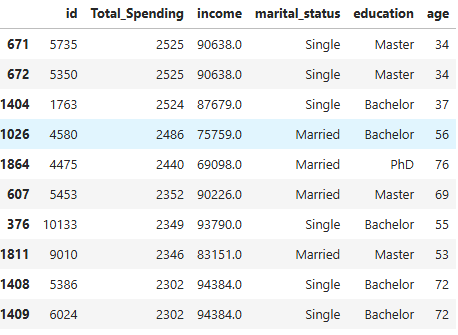 id Total_Spending income marital_status education age
671 5735 2525 90638.0 Single Master 34
672 5350 2525 90638.0 Single Master 34
1404 1763 2524 87679.0 Single Bachelor 37
1026 4580 2486 75759.0 Married Bachelor 56
1864 4475 2440 69098.0 Married PhD 76
607 5453 2352 90226.0 Married Master 69
376 10133 2349 93790.0 Single Bachelor 55
1811 9010 2346 83151.0 Married Master 53
1408 5386 2302 94384.0 Single Bachelor 72
1409 6024 2302 94384.0 Single Bachelor 72